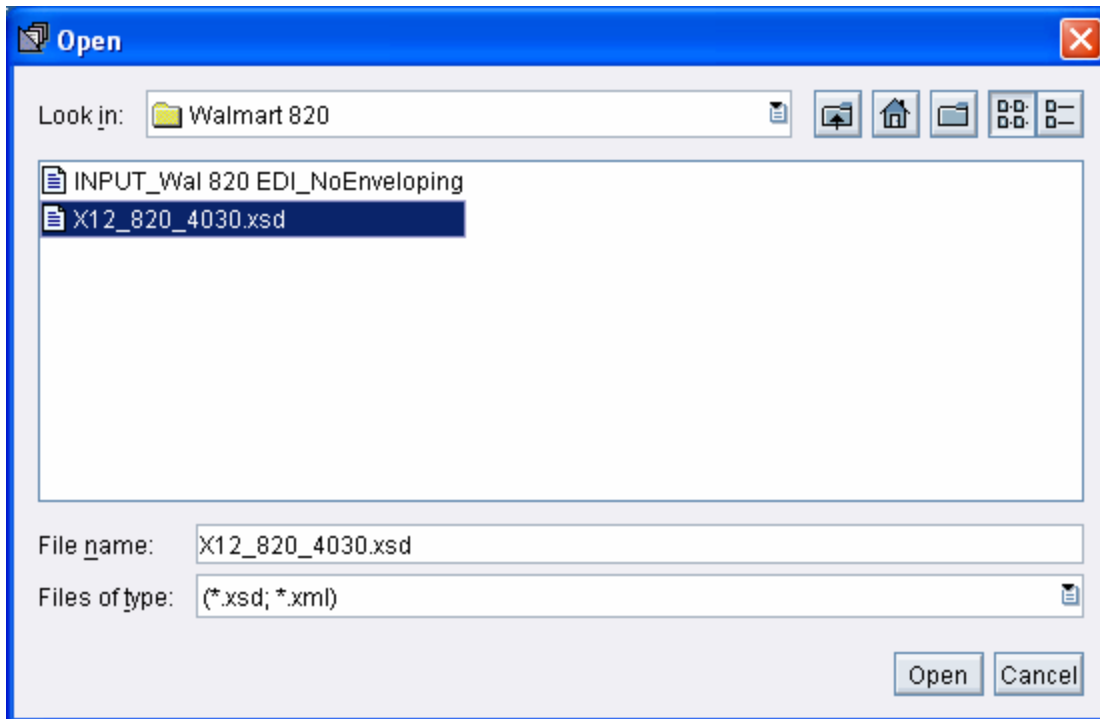 Open
Look in: Walmart 820
INPUT_Wal 820 EDI_NoEnveloping
X12_820_4030.xsd
File name: X12_820_4030.xsd
Files of type: (*.xsd; *.xml)
Open Cancel